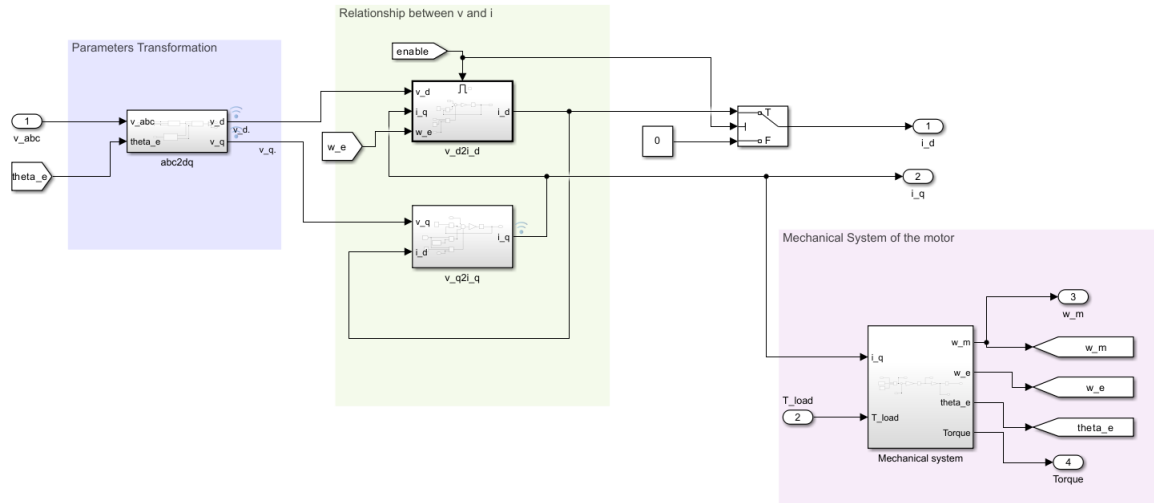 Relationship between v and i
Parameters Transformation
enable
1
v_abc
theta_e
v_abc
theta_e
v_d
v_q
abc2dq
v_d.
v_q.
w_e
v_d
i_q
w_e
i_d
v_d2i_d
0
T
F
1
i_d
2
i_q
v_q
i_d
i_q
v_q2i_q
Mechanical System of the motor
T_load
2
i_q
T_load
w_m
w_e
theta_e
Torque
Mechanical system
3
w_m
w_m
w_e
theta_e
4
Torque